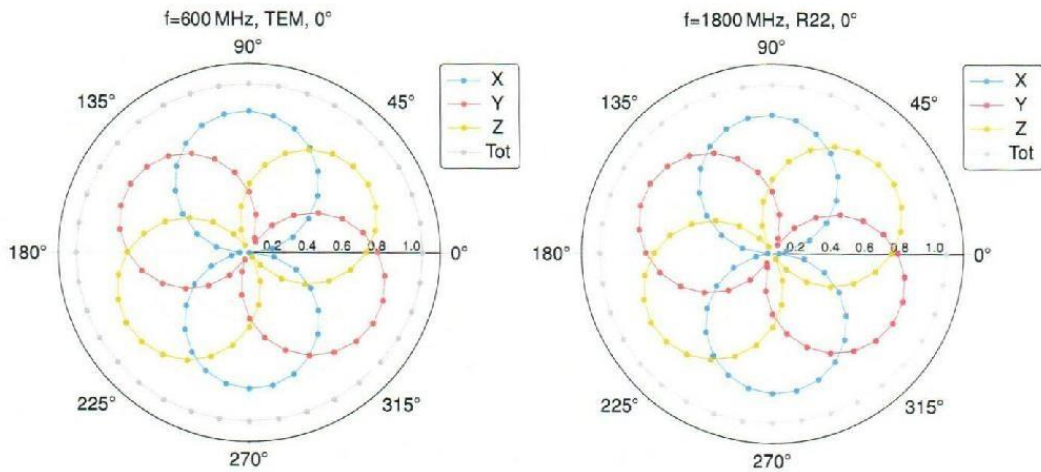 f=600 MHz, TEM, 0°
90°
135°
45°
X
Y
Z
Tot
180°
0.2 0.4 0.6 0.8 1.0
0°
225°
315°
270°
f=1800 MHz, R22, 0°
90°
135°
45°
X
Y
Z
Tot
180°
0.2 0.4 0.6 0.8 1.0
0°
225°
315°
270°